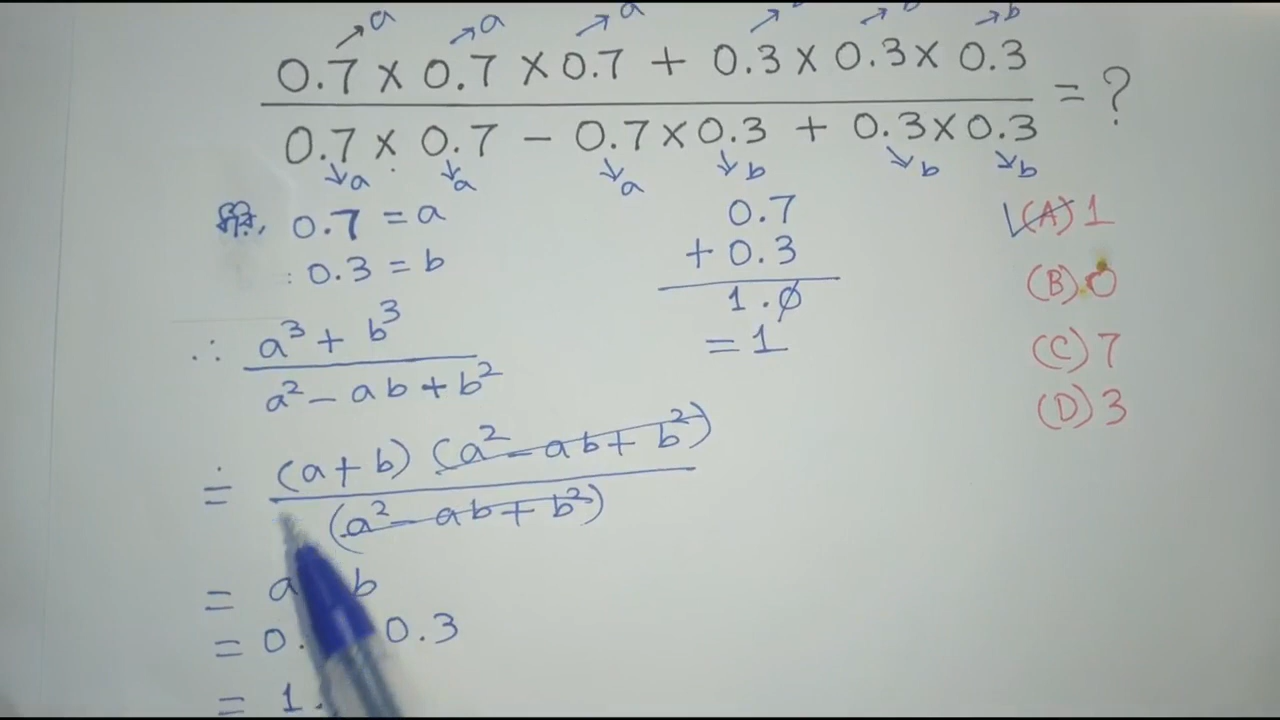 a a a b b
0.7 × 0.7 × 0.7 + 0.3 × 0.3 × 0.3
= ?
0.7 × 0.7 − 0.7 × 0.3 + 0.3 × 0.3
a a a b b b
0.7 = a
0.3 = b
∴ a³ + b³
a² − ab + b²
= (a + b) (a² − ab + b²)
(a² − ab + b²)
= a b
= 0. 0.3
= 1.
0.7
+ 0.3
1.0
= 1
(A) 1
(B) 0
(C) 7
(D) 3